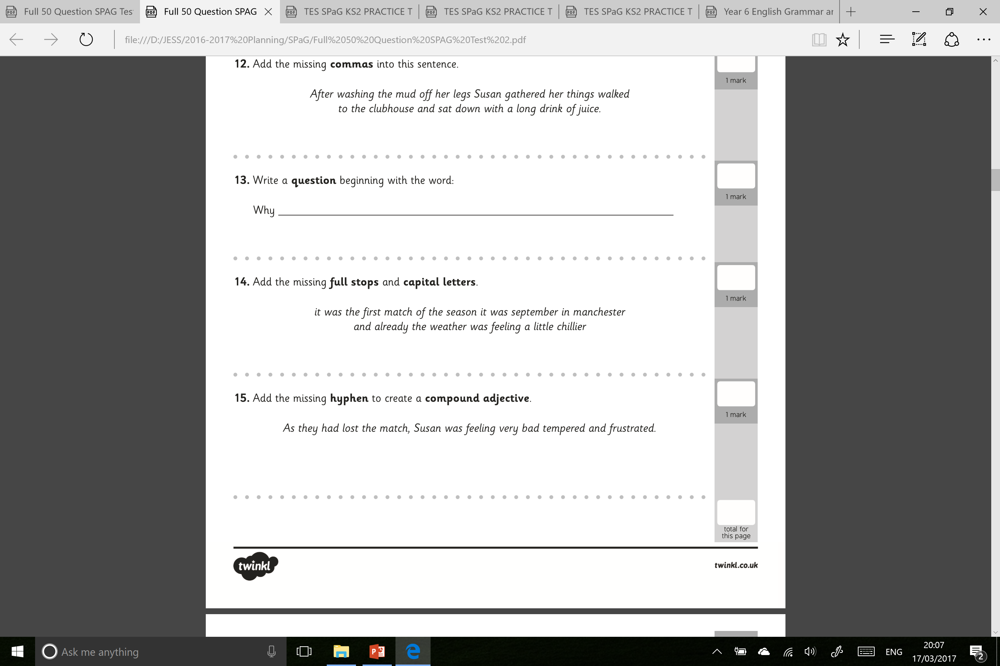 Full 50 Question SPAG Tes
Full 50 Question SPAG
TES SPaG KS2 PRACTICE T
TES SPaG KS2 PRACTICE T
TES SPaG KS2 PRACTICE T
Year 6 English Grammar ar
file:///D:/JESS/2016-2017%20Planning/SPaG/Full%2050%20Question%20SPAG%20Test%202.pdf
12. Add the missing commas into this sentence.
1 mark
After washing the mud off her legs Susan gathered her things walked
to the clubhouse and sat down with a long drink of juice.
13. Write a question beginning with the word:
1 mark
Why
14. Add the missing full stops and capital letters.
1 mark
it was the first match of the season it was september in manchester
and already the weather was feeling a little chillier
15. Add the missing hyphen to create a compound adjective.
1 mark
As they had lost the match, Susan was feeling very bad tempered and frustrated.
total for
this page
twinkl
twinkl.co.uk
Ask me anything
ENG
20:07
17/03/2017
2